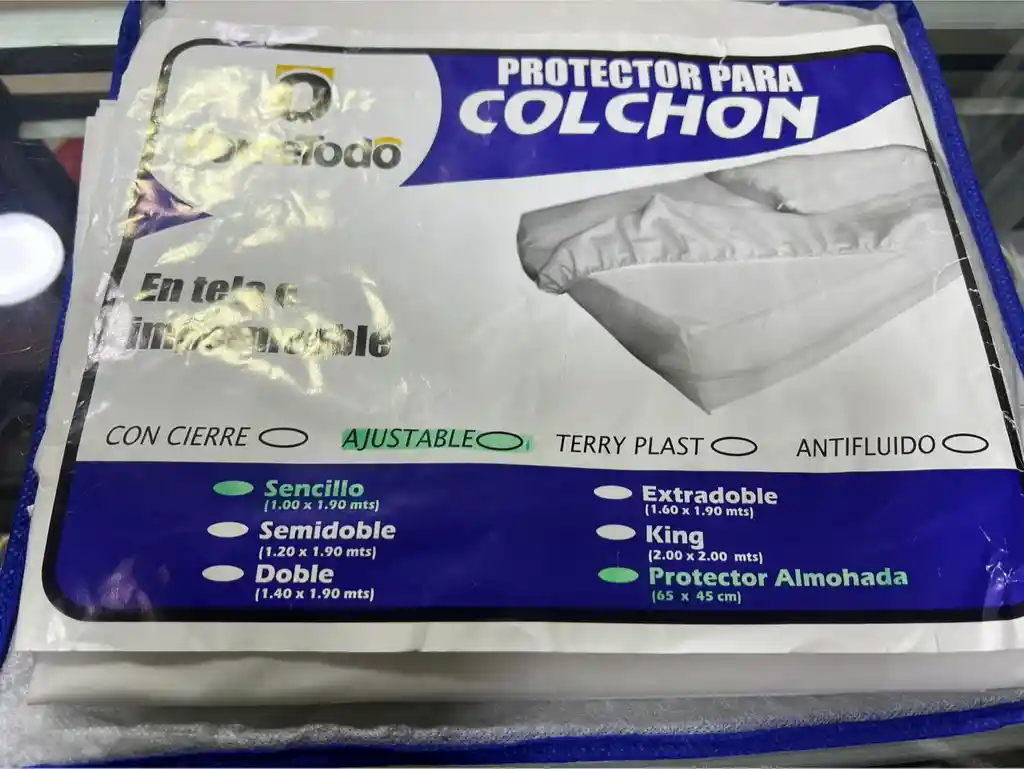 PROTECTOR PARA
COLCHON
Todo
En tela
CON CIERRE
AJUSTABLE
TERRY PLAST
ANTIFLUIDO
Sencillo
(1.00 x 1.90 mts)
Semidoble
(1.20 x 1.90 mts)
Doble
(1.40 x 1.90 mts)
Extradoble
(1.60 x 1.90 mts)
King
(2.00 x 2.00 mts)
Protector Almohada
(65 x 45 cm)